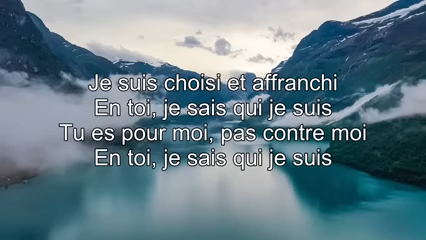 Je suis choisi et affranchi
En toi, je sais qui je suis
Tu es pour moi, pas contre moi
En toi, je sais qui je suis